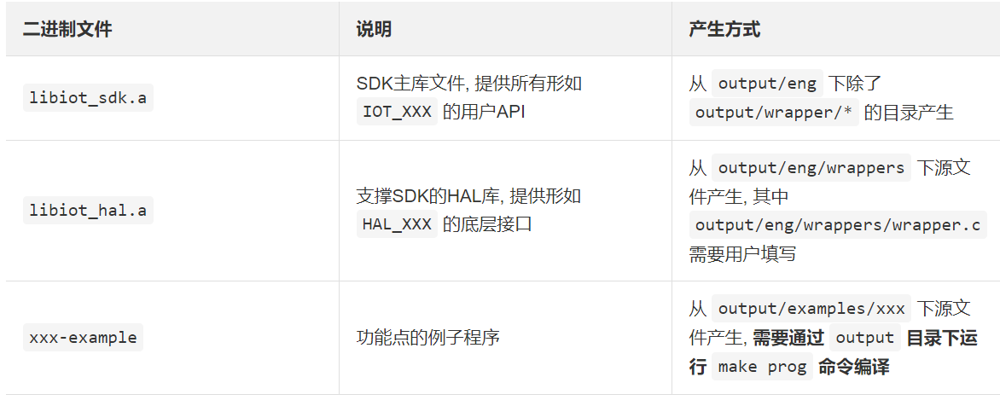 二进制文件 说明 产生方式
libiot_sdk.a
SDK主库文件, 提供所有形如
IOT_XXX 的用户API
从 output/eng 下除了
output/wrapper/* 的目录产生
libiot_hal.a
支撑SDK的HAL库, 提供形如
HAL_XXX 的底层接口
从 output/eng/wrappers 下源文
件产生, 其中
output/eng/wrappers/wrapper.c
需要用户填写
xxx-example
功能点的例子程序
从 output/examples/xxx 下源文
件产生, 需要通过 output 目录下运
行 make prog 命令编译